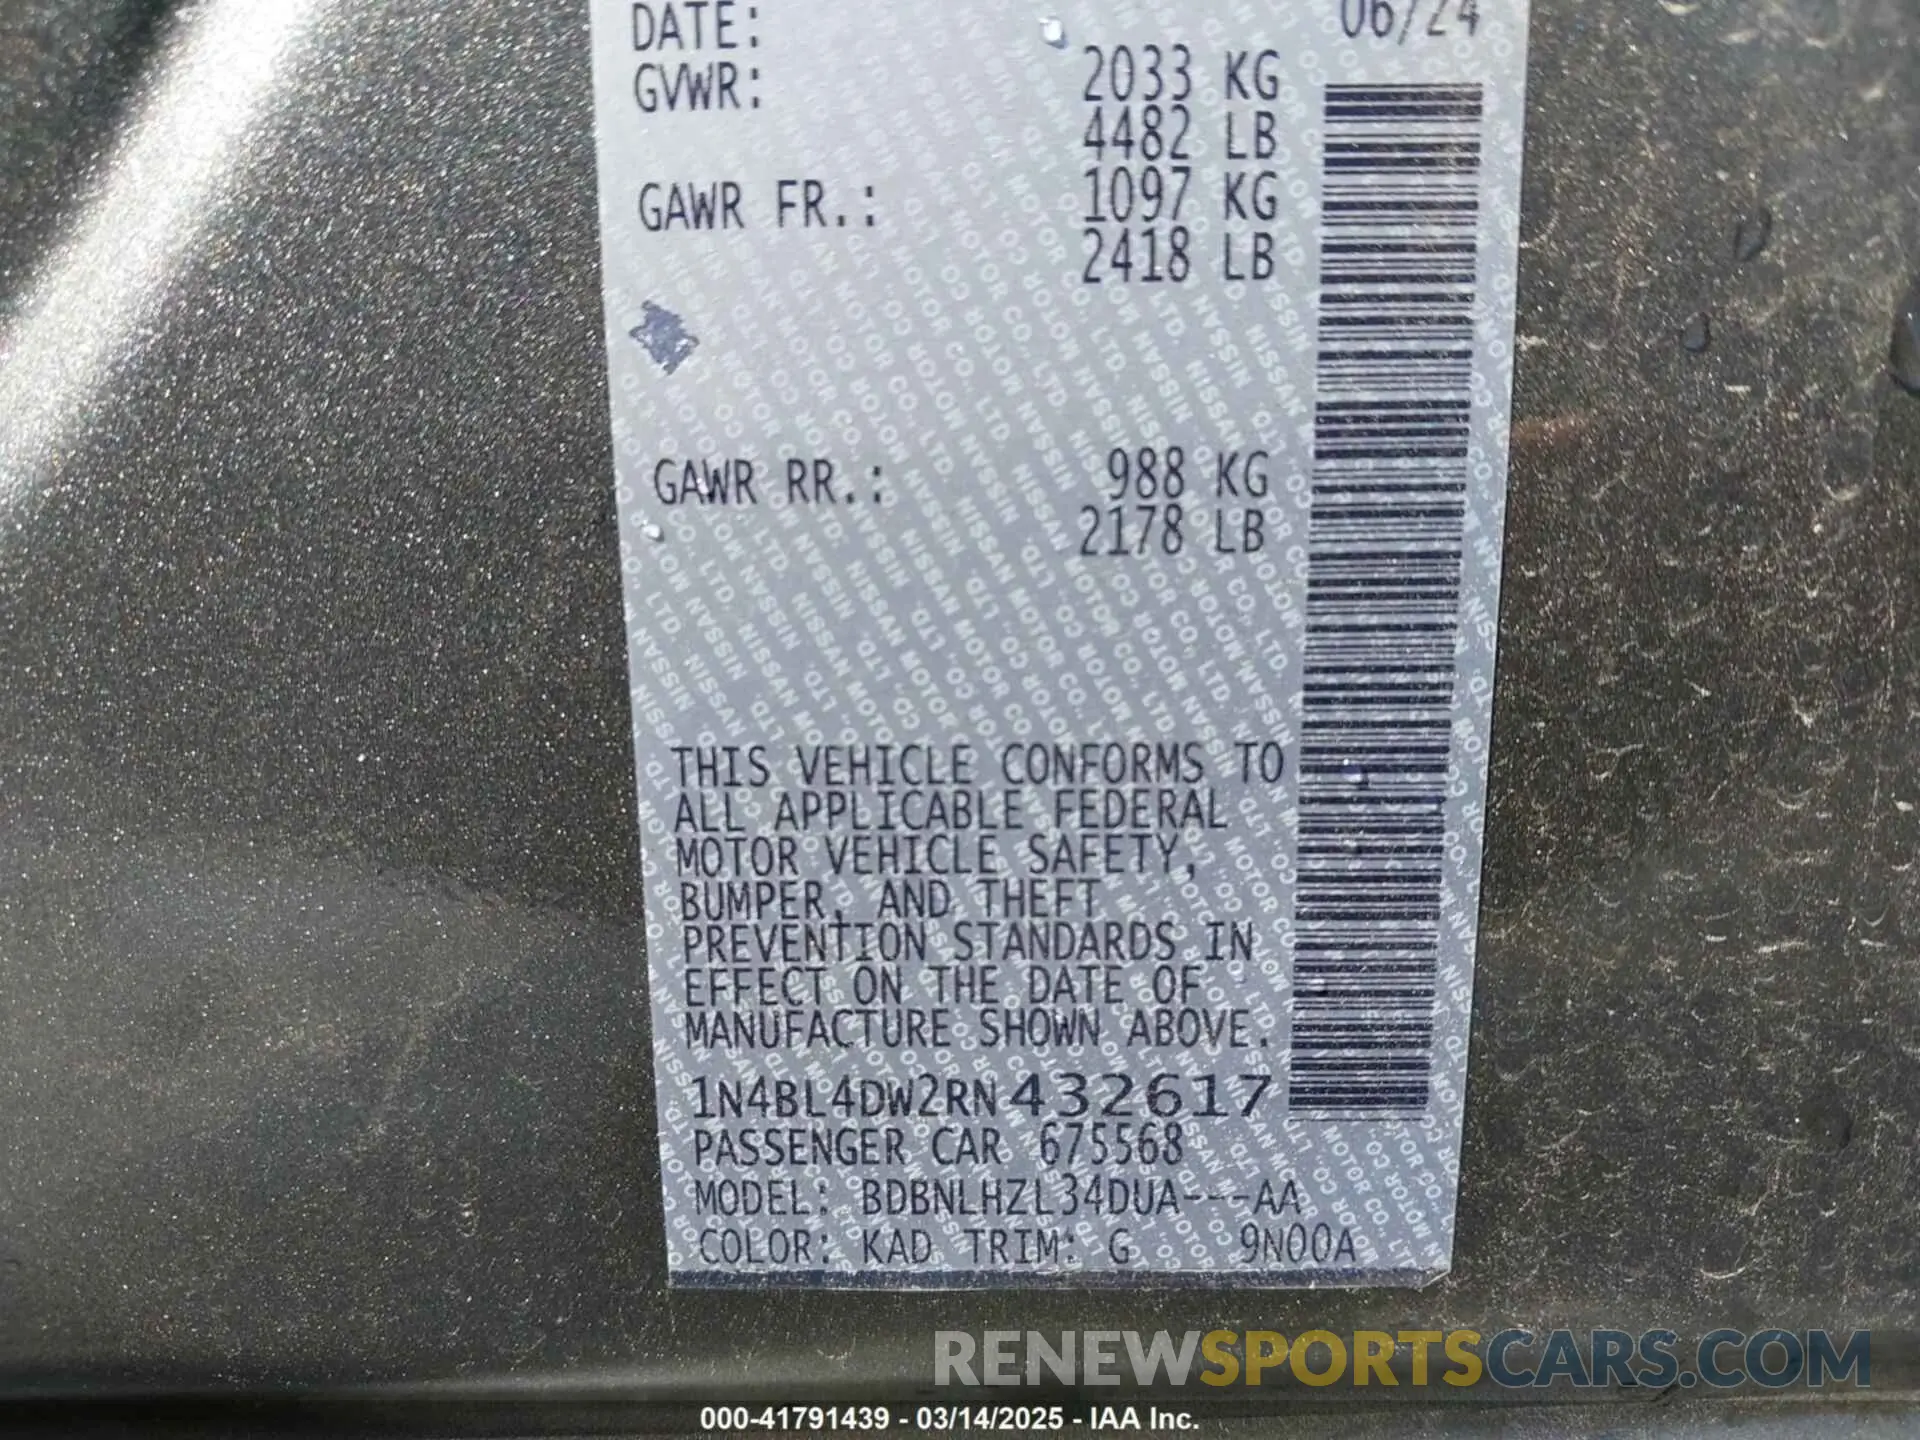 DATE: 06/24
GVWR: 2033 KG
4482 LB
GAWR FR.: 1097 KG
2418 LB
GAWR RR.: 988 KG
2178 LB
THIS VEHICLE CONFORMS TO
ALL APPLICABLE FEDERAL
MOTOR VEHICLE SAFETY,
BUMPER, AND THEFT
PREVENTION STANDARDS IN
EFFECT ON THE DATE OF
MANUFACTURE SHOWN ABOVE.
1N4BL4DW2RN432617
PASSENGER CAR 675568
MODEL: BDBNLHZL34DUA---AA
COLOR: KAD TRIM: G 9N00A
RENEWSPORTSCARS.COM
000-41791439 - 03/14/2025 - IAA Inc.